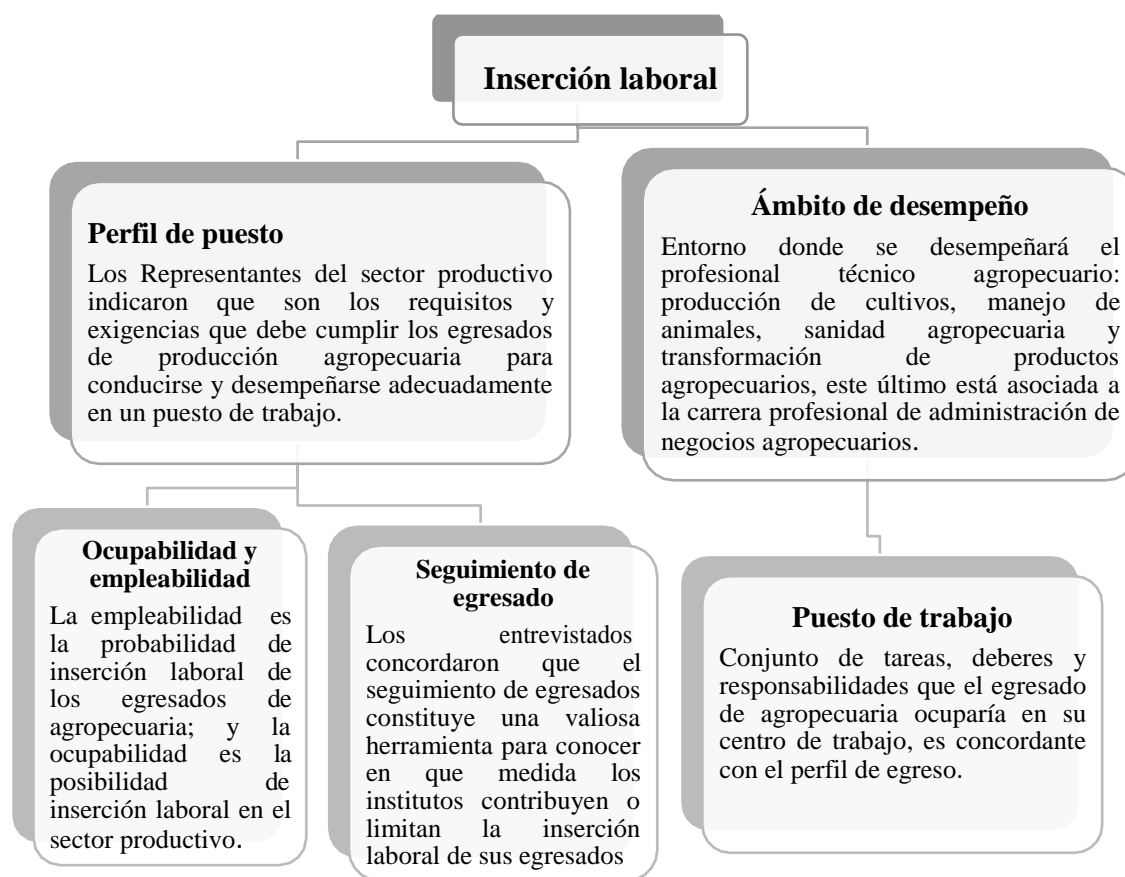 Inserción laboral
Perfil de puesto
Los Representantes del sector productivo
indicaron que son los requisitos y
exigencias que debe cumplir los egresados
de producción agropecuaria para
conducirse y desempeñarse adecuadamente
en un puesto de trabajo.
Ámbito de desempeño
Entorno donde se desempeñará el
profesional técnico agropecuario:
producción de cultivos, manejo de
animales, sanidad agropecuaria y
transformación de productos
agropecuarios, este último está asociada a
la carrera profesional de administración de
negocios agropecuarios.
Ocupabilidad y
empleabilidad
La empleabilidad es
la probabilidad de
inserción laboral de
los egresados de
agropecuaria; y la
ocupabilidad es la
posibilidad de
inserción laboral en el
sector productivo.
Seguimiento de
egresado
Los entrevistados
concordaron que el
seguimiento de egresados
constituye una valiosa
herramienta para conocer
en que medida los
institutos contribuyen o
limitan la inserción
laboral de sus egresados
Puesto de trabajo
Conjunto de tareas, deberes y
responsabilidades que el egresado
de agropecuaria ocuparía en su
centro de trabajo, es concordante
con el perfil de egreso.